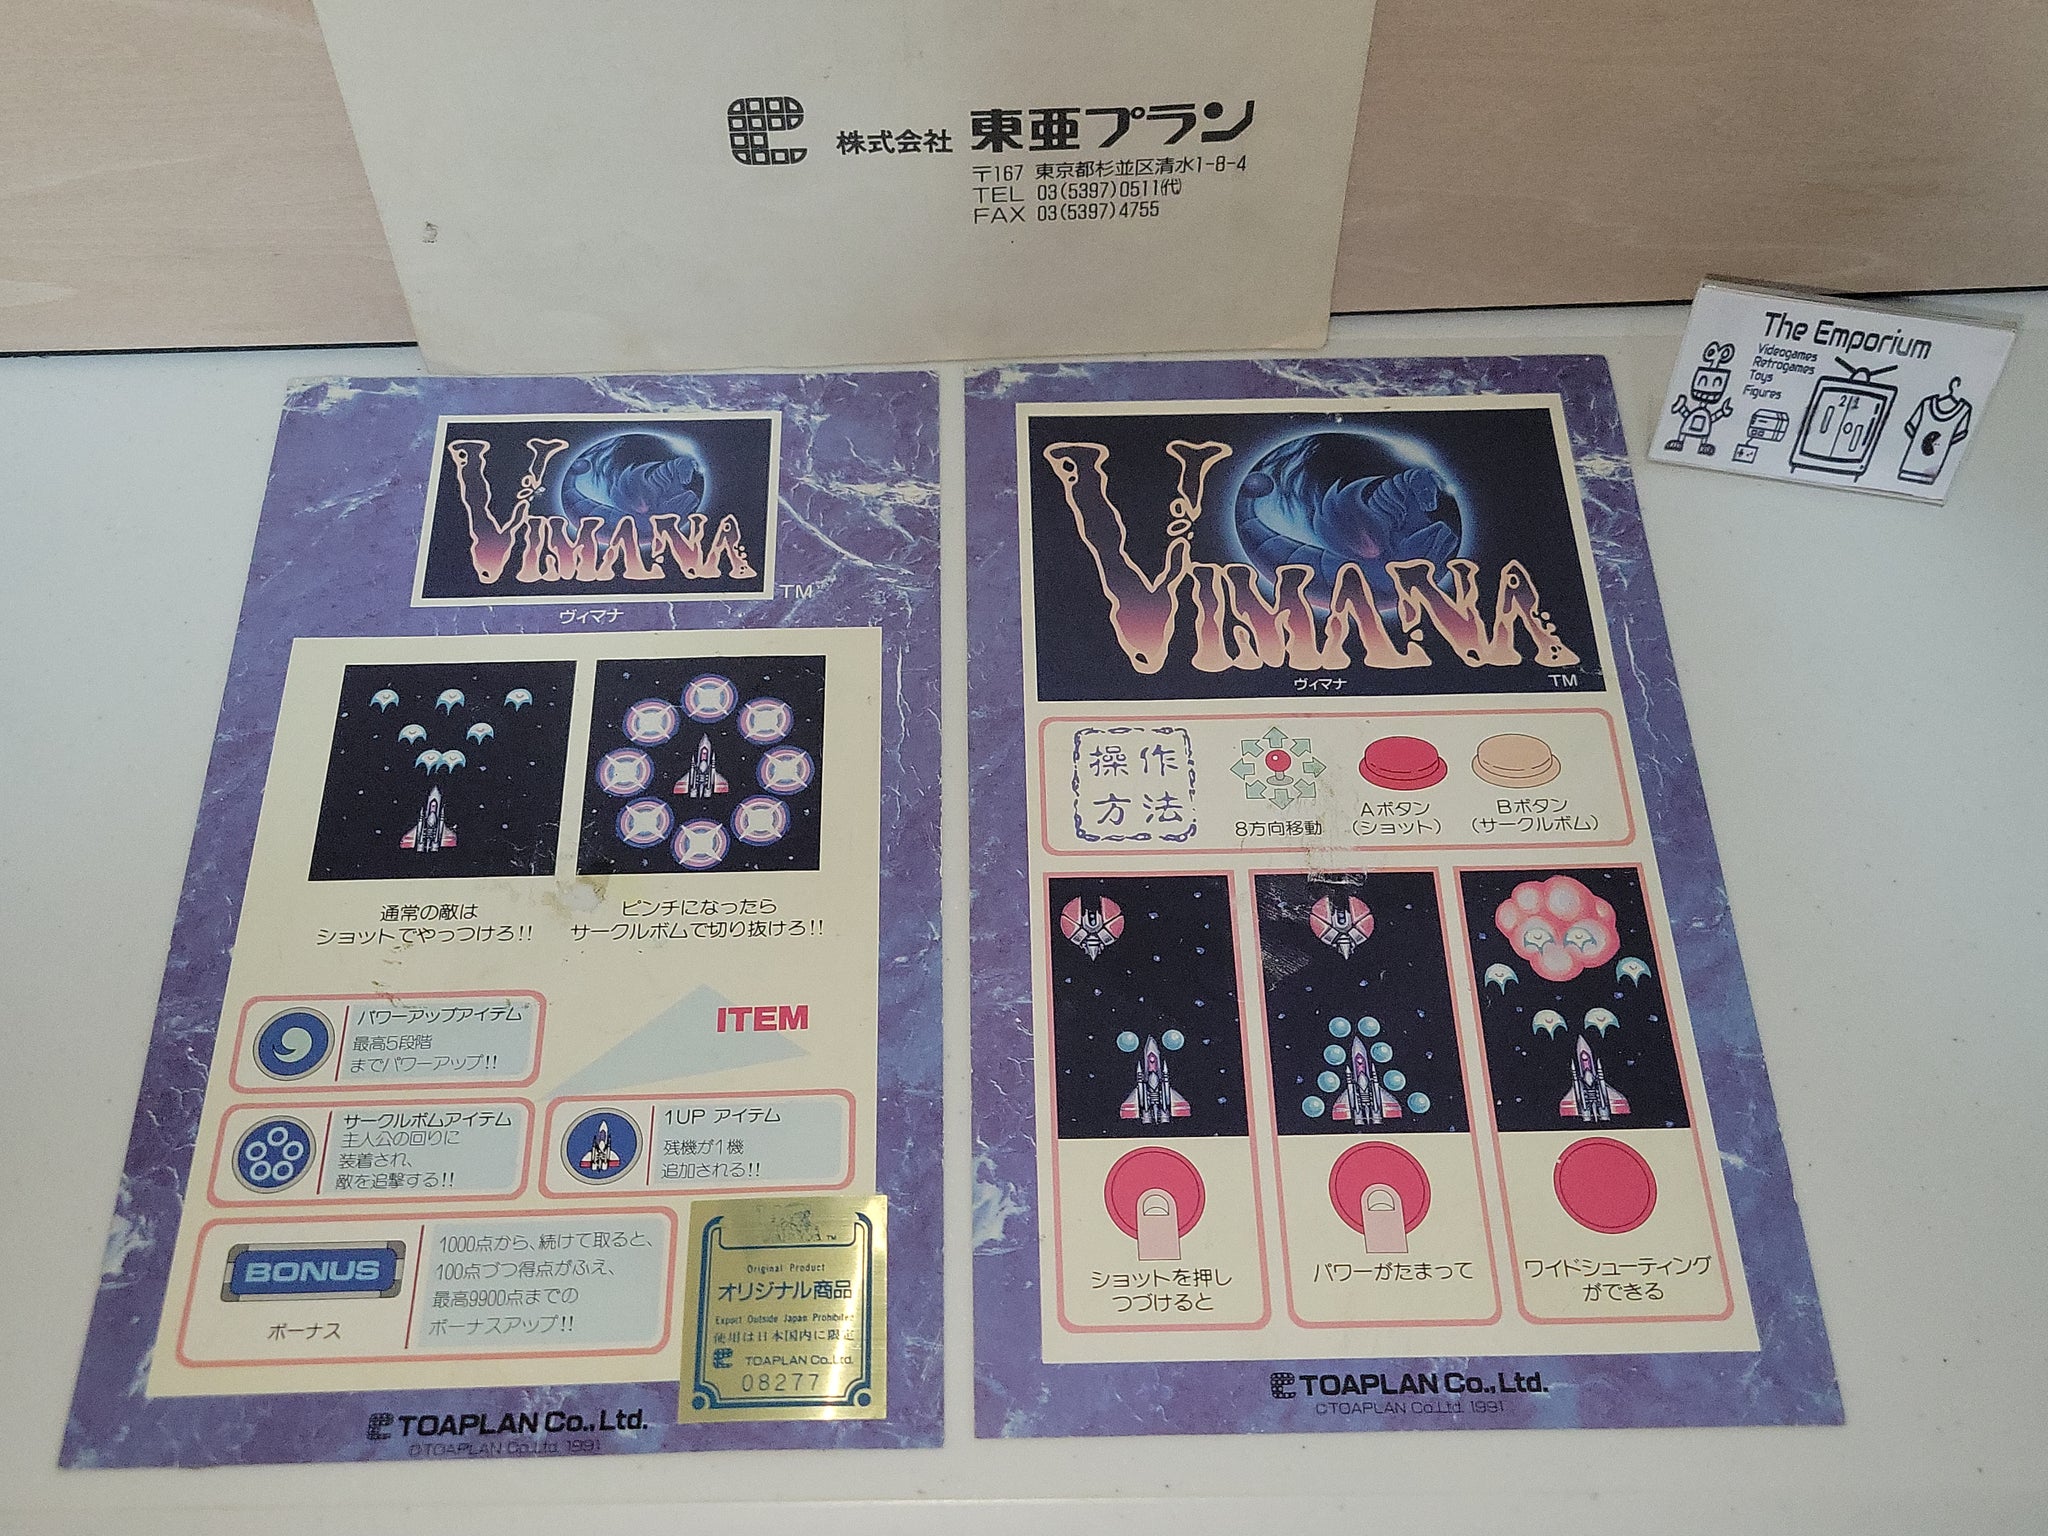 株式会社 東亜プラン
〒167 東京都杉並区清水1-8-4
TEL 03(5397)0511(代)
FAX 03(5397)4755
The Emporium
Videogames
Retrogames
Toys
Figures
VIMANA
TM
ヴィマナ
通常の敵は
ショットでやっつけろ!!
ピンチになったら
サークルボムで切り抜けろ!!
ITEM
パワーアップアイテム
最高5段階
までパワーアップ!!
サークルボムアイテム
主人公の回りに
装着され、
敵を追撃する!!
1UP アイテム
残機が1機
追加される!!
BONUS
ボーナス
1000点から、続けて取ると、
100点づつ得点がふえ、
最高9900点までの
ボーナスアップ!!
TM
Original Product
オリジナル商品
Export Outside Japan Prohibited
使用は日本国内に限定
TOAPLAN Co.,Ltd.
08277
TOAPLAN Co.,Ltd.
©TOAPLAN Co.Ltd. 1991
VIMANA
ヴィマナ
TM
操作
方法
8方向移動
Aボタン
(ショット)
Bボタン
(サークルボム)
ショットを押し
つづけると
パワーがたまって
ワイドシューティング
ができる
TOAPLAN Co.,Ltd.
©TOAPLAN Co.Ltd. 1991